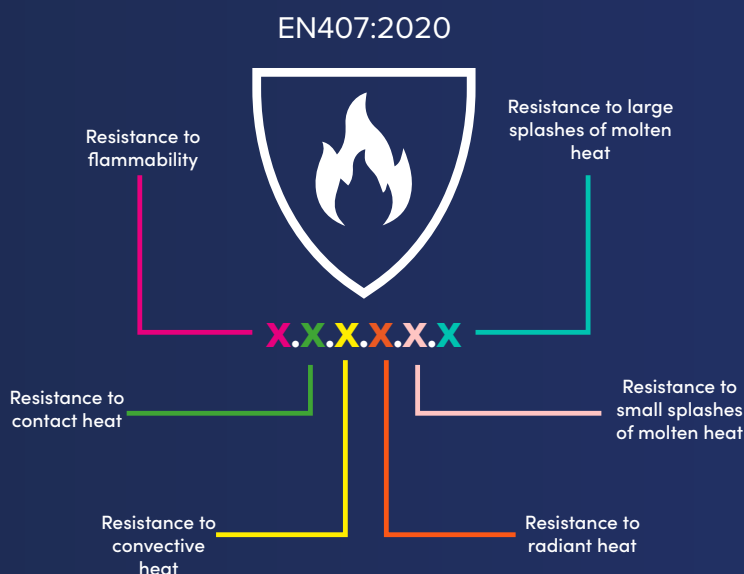 EN407:2020
Resistance to
flammability
Resistance to large
splashes of molten
heat
X.X.X.X.X.X
Resistance to
contact heat
Resistance to
small splashes
of molten heat
Resistance to
convective
heat
Resistance to
radiant heat